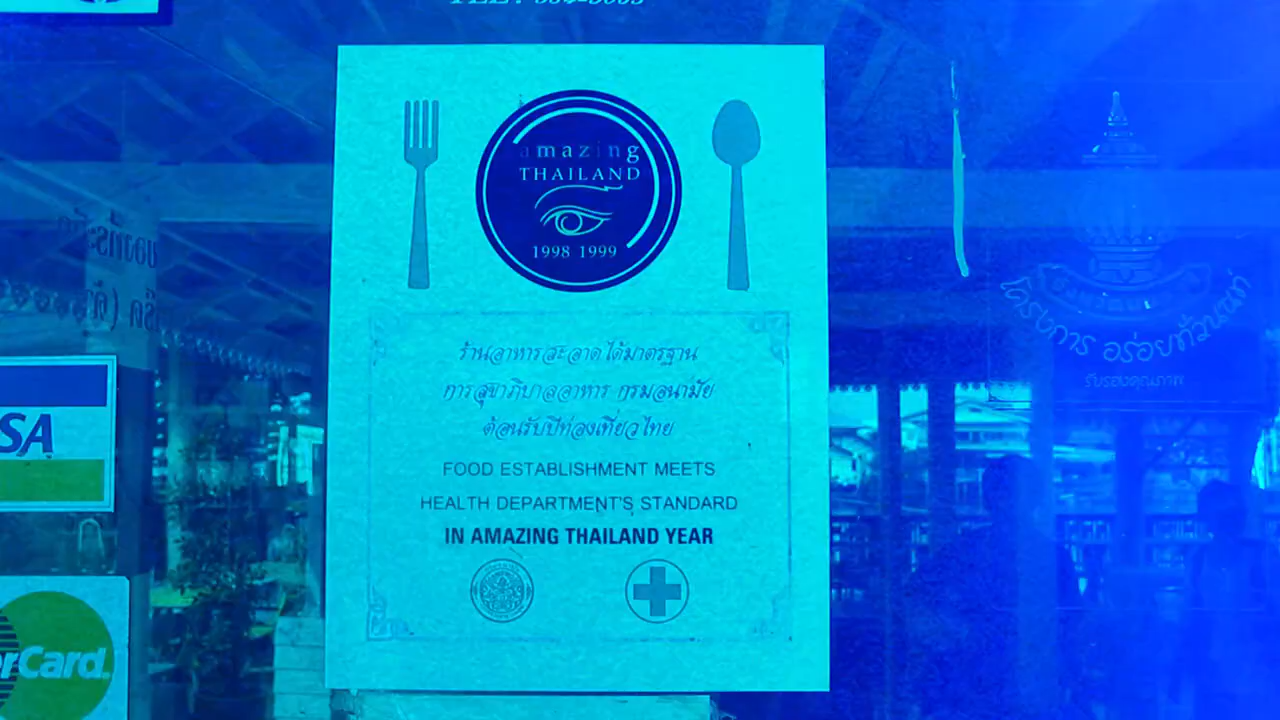 amazing
THAILAND
1998 1999
ร้านอาหารสะอาด ได้มาตรฐาน
การสุขาภิบาลอาหาร กรมอนามัย
ต้อนรับปีท่องเที่ยวไทย
FOOD ESTABLISHMENT MEETS
HEALTH DEPARTMENT'S STANDARD
IN AMAZING THAILAND YEAR
SA
rCard.
โครงการ อร่อยทั่วหน้า
รับรองคุณภาพ